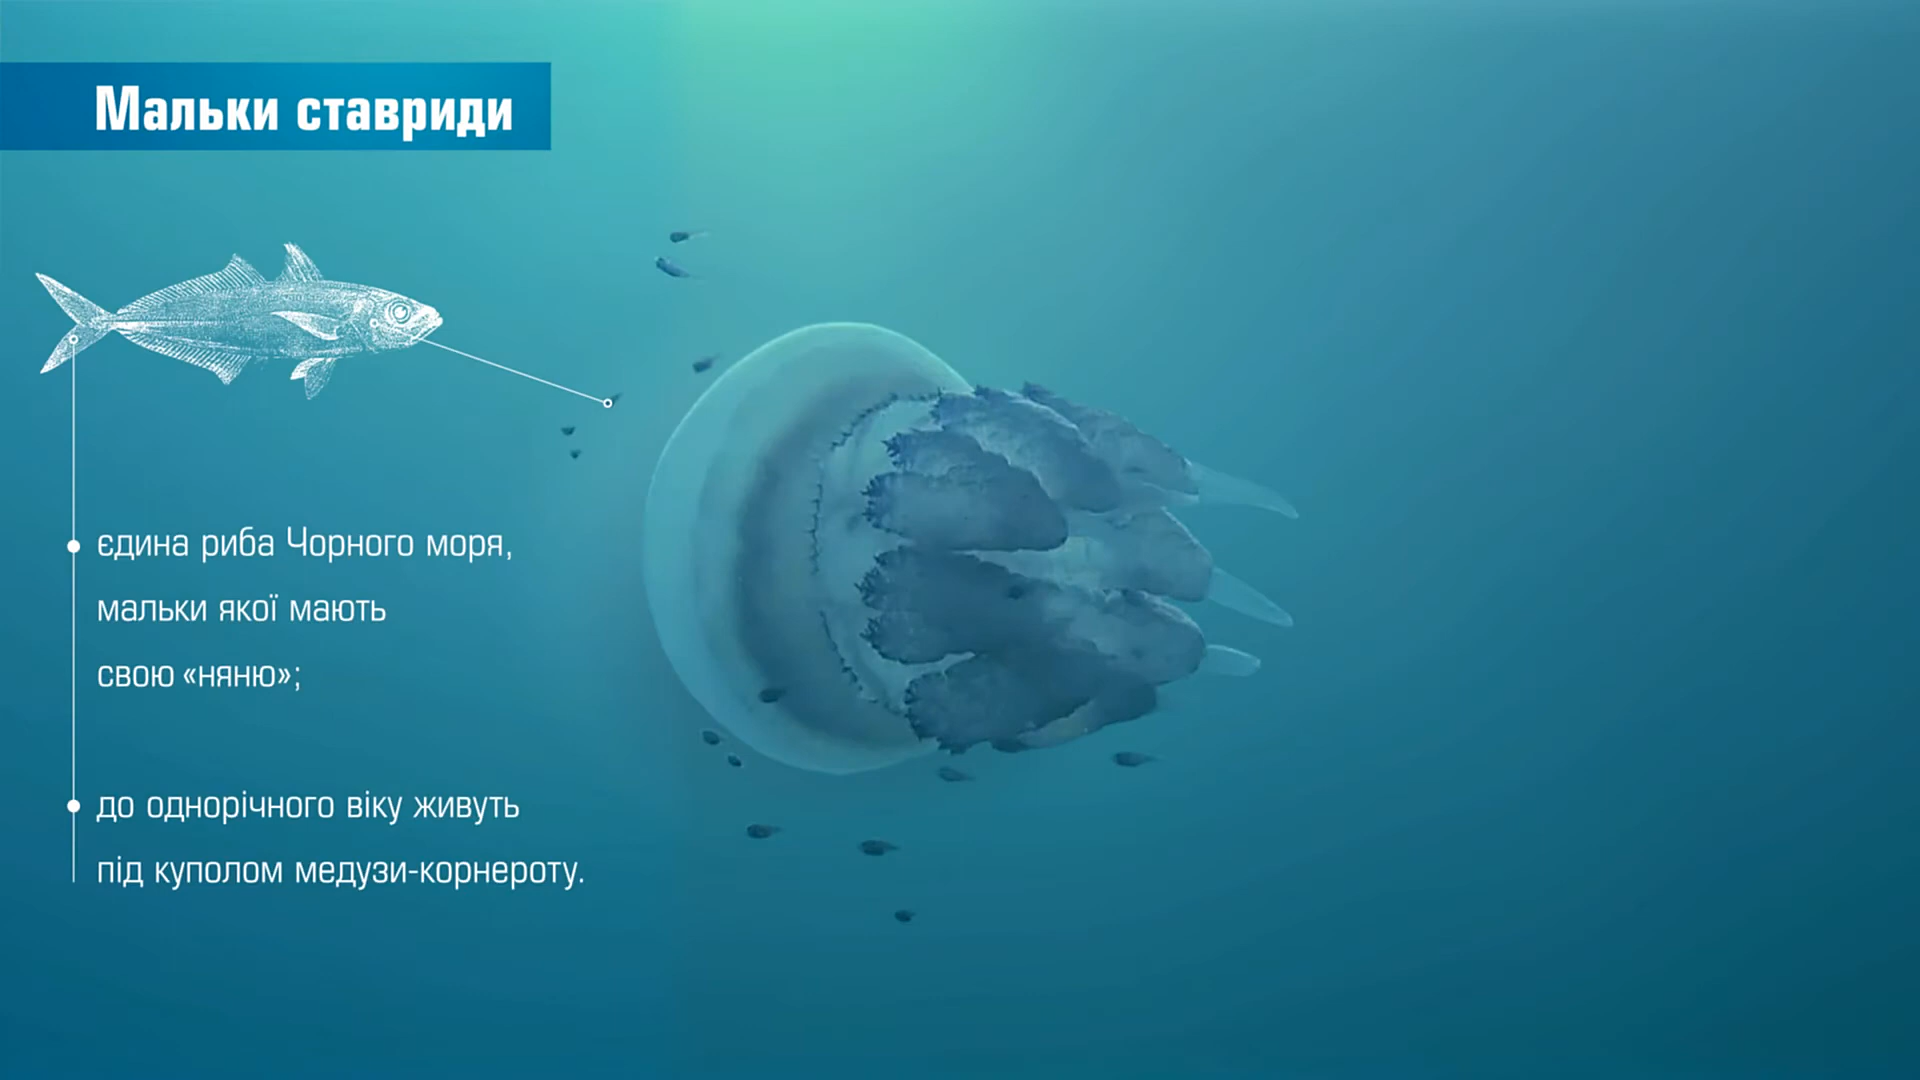 Мальки ставриди
єдина риба Чорного моря,
мальки якої мають
свою «няню»;
до однорічного віку живуть
під куполом медузи-корнероту.